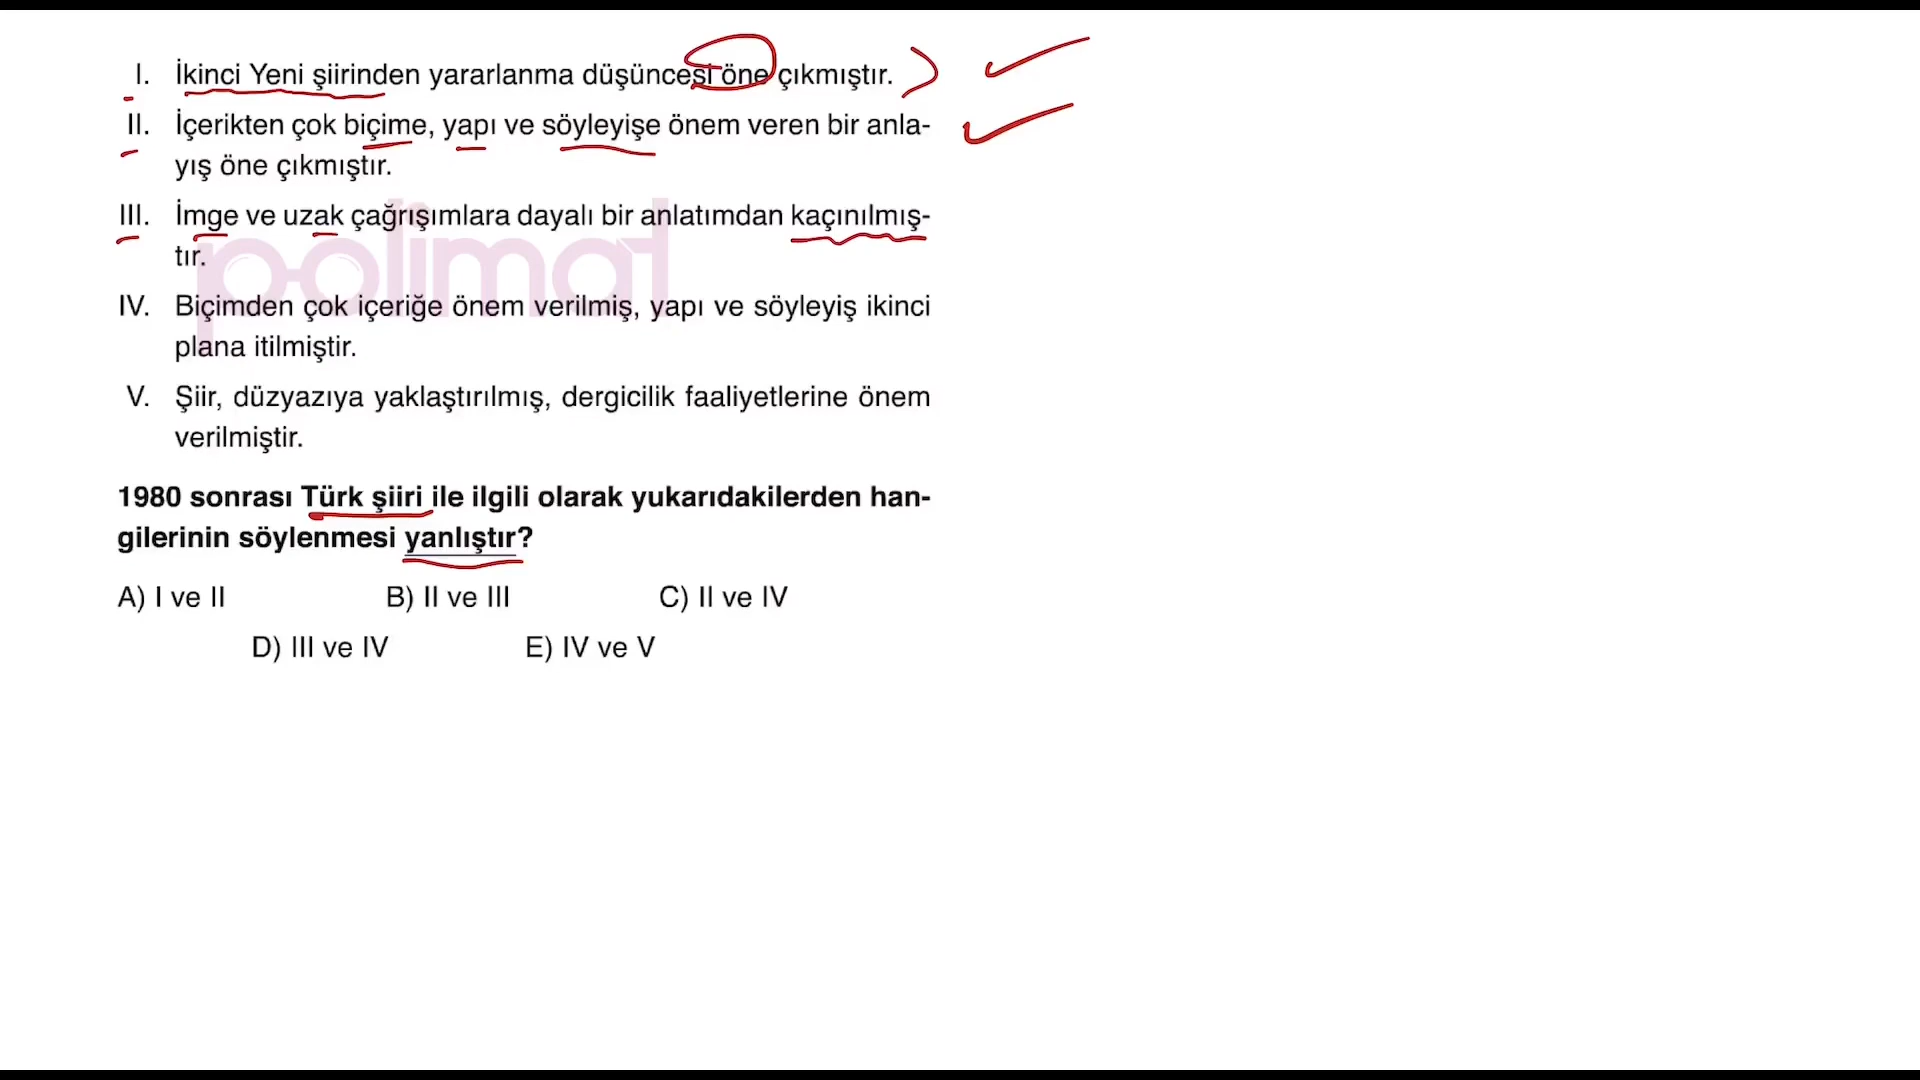 I. İkinci Yeni şiirinden yararlanma düşüncesi öne çıkmıştır.
II. İçerikten çok biçime, yapı ve söyleyişe önem veren bir anla-
yış öne çıkmıştır.
III. İmge ve uzak çağrışımlara dayalı bir anlatımdan kaçınılmış-
tır.
polimat
IV. Biçimden çok içeriğe önem verilmiş, yapı ve söyleyiş ikinci
plana itilmiştir.
V. Şiir, düzyazıya yaklaştırılmış, dergicilik faaliyetlerine önem
verilmiştir.
1980 sonrası Türk şiiri ile ilgili olarak yukarıdakilerden han-
gilerinin söylenmesi yanlıştır?
A) I ve II B) II ve III C) II ve IV
D) III ve IV E) IV ve V